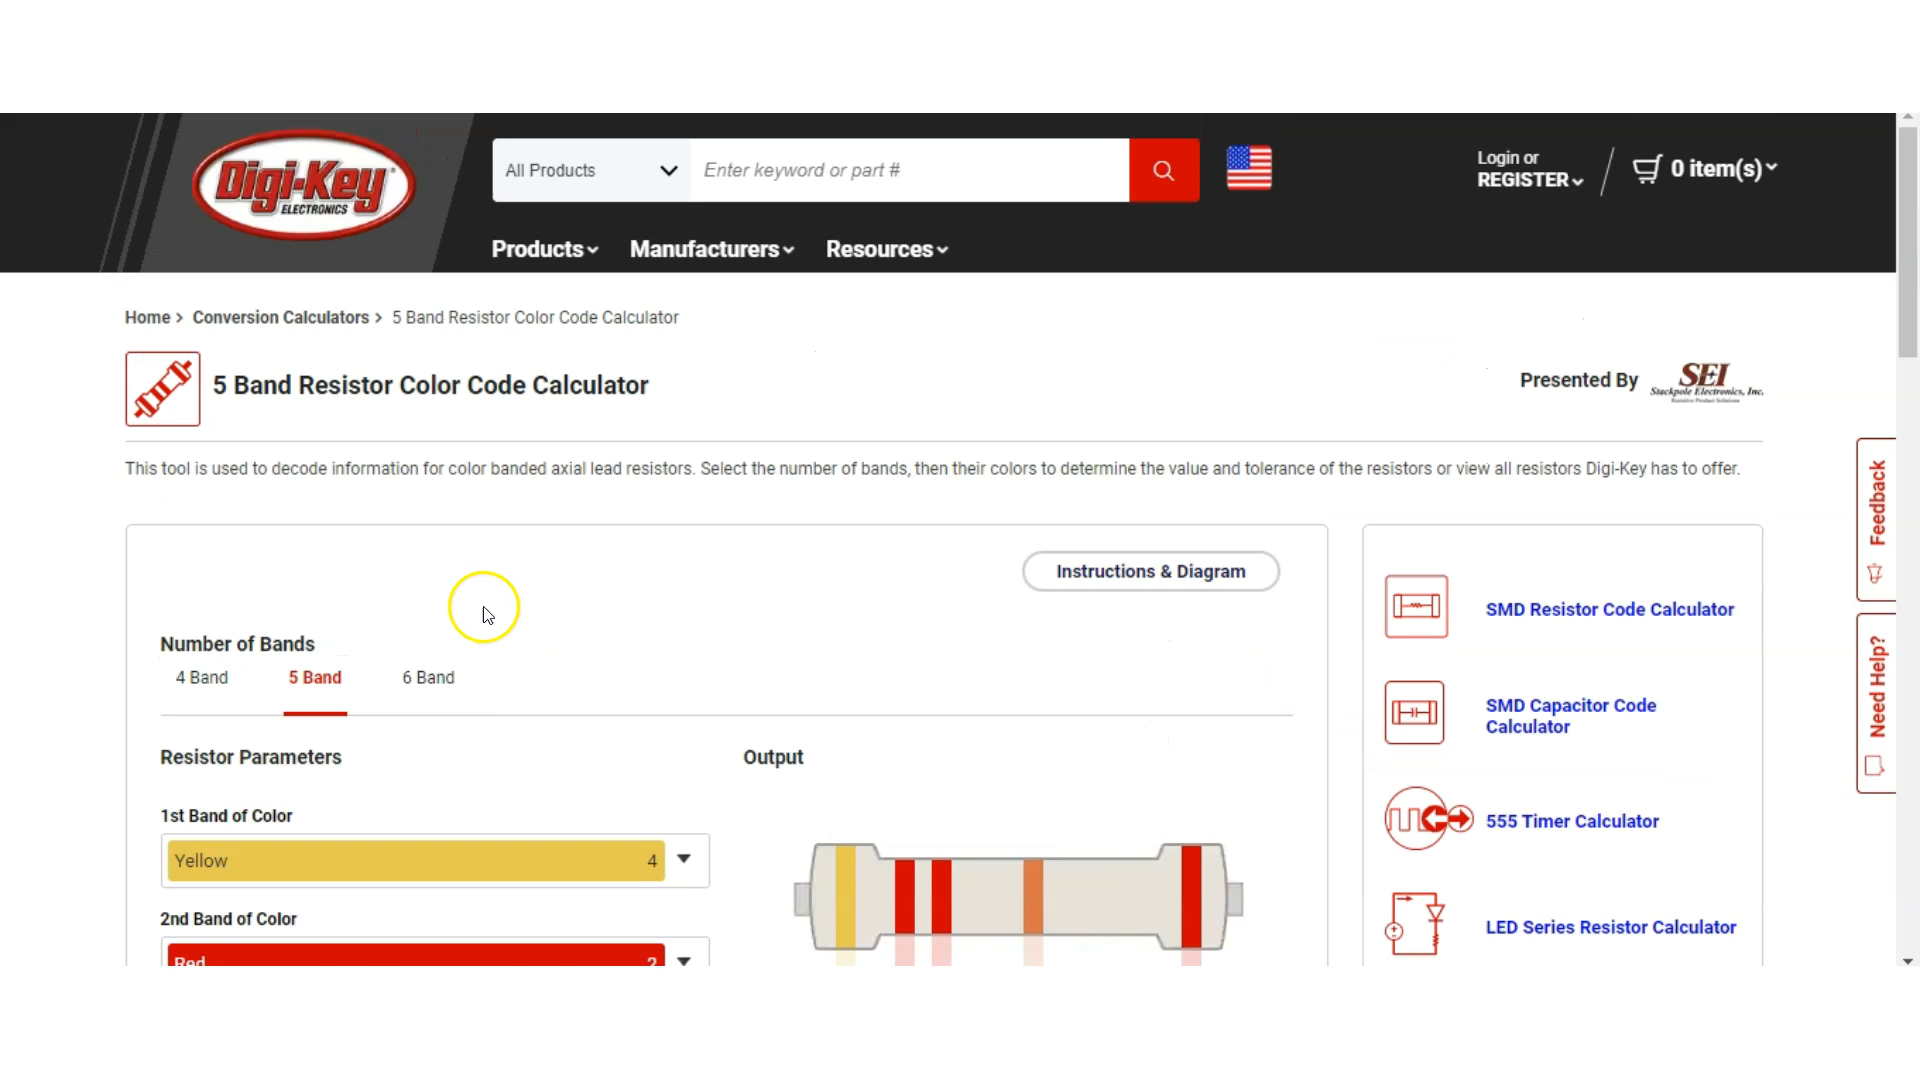 Digi-Key
ELECTRONICS
All Products
Enter keyword or part #
Login or
REGISTER
0 item(s)
Products
Manufacturers
Resources
Home > Conversion Calculators > 5 Band Resistor Color Code Calculator
5 Band Resistor Color Code Calculator
Presented By
SEI
Stackpole Electronics, Inc.
Resistive Product Solutions
This tool is used to decode information for color banded axial lead resistors. Select the number of bands, then their colors to determine the value and tolerance of the resistors or view all resistors Digi-Key has to offer.
Feedback
Need Help?
Instructions & Diagram
Number of Bands
4 Band
5 Band
6 Band
Resistor Parameters
Output
1st Band of Color
Yellow 4
2nd Band of Color
Red 2
SMD Resistor Code Calculator
SMD Capacitor Code
Calculator
555 Timer Calculator
LED Series Resistor Calculator